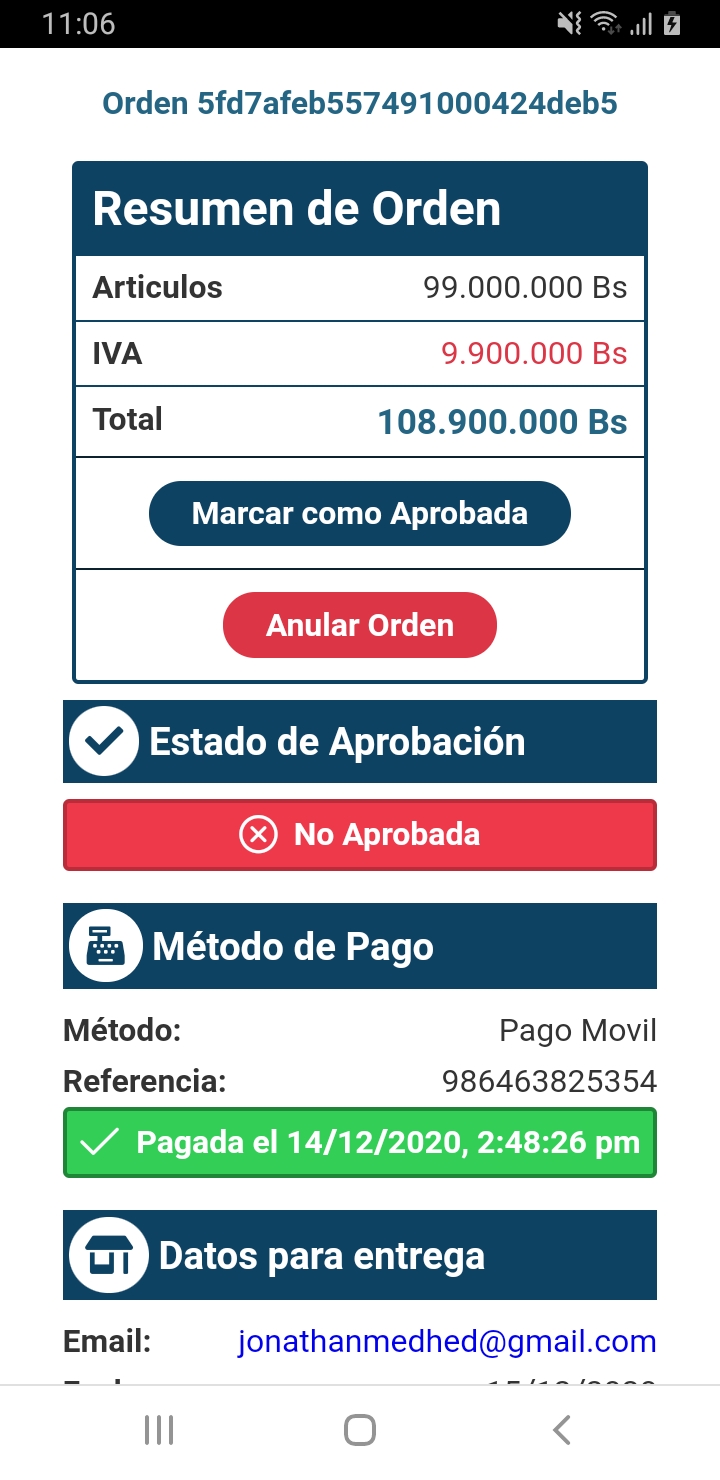 11:06
Orden 5fd7afeb557491000424deb5
Resumen de Orden
Articulos 99.000.000 Bs
IVA 9.900.000 Bs
Total 108.900.000 Bs
Marcar como Aprobada
Anular Orden
Estado de Aprobación
No Aprobada
Método de Pago
Método: Pago Movil
Referencia: 986463825354
Pagada el 14/12/2020, 2:48:26 pm
Datos para entrega
Email: jonathanmedhed@gmail.com